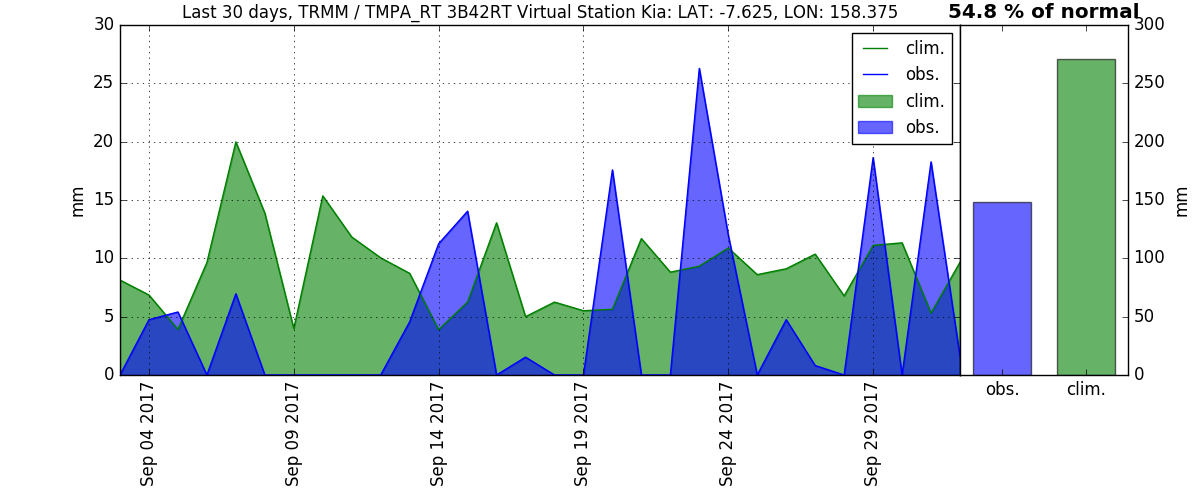 Last 30 days, TRMM / TMPA_RT 3B42RT Virtual Station Kia: LAT: -7.625, LON: 158.375
54.8 % of normal
30
25
20
15
10
5
0
mm
clim.
obs.
clim.
obs.
Sep 04 2017
Sep 09 2017
Sep 14 2017
Sep 19 2017
Sep 24 2017
Sep 29 2017
300
250
200
150
100
50
0
mm
obs.
clim.